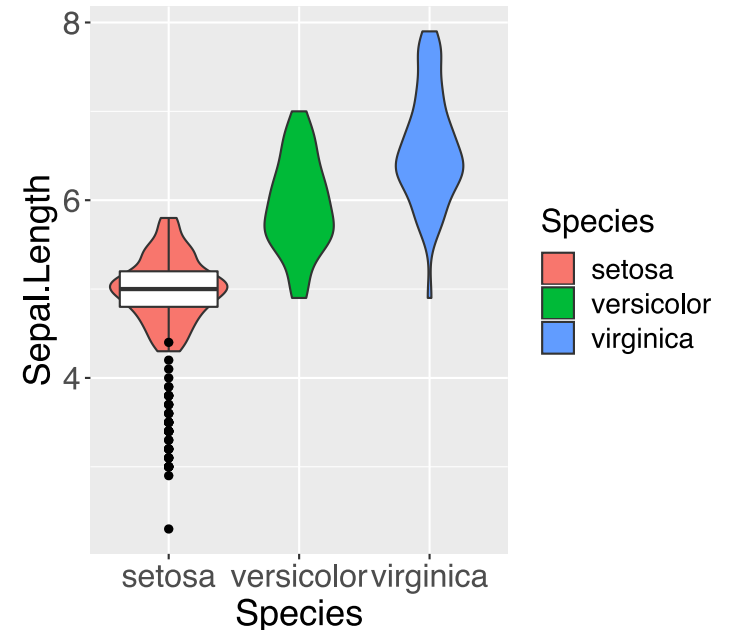 8
6
4
Sepal.Length
setosa versicolor virginica
Species
Species
setosa
versicolor
virginica